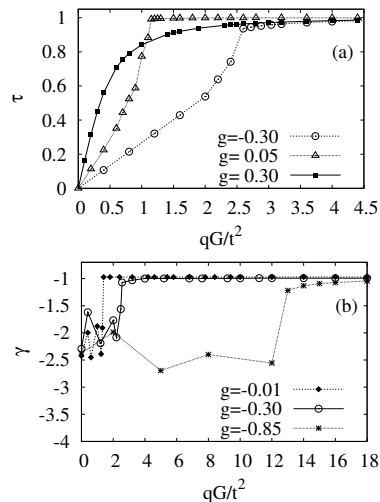 1
0.8
0.6
0.4
0.2
0
τ
(a)
g=-0.30
g= 0.05
g= 0.30
0 0.5 1 1.5 2 2.5 3 3.5 4 4.5
qG/t²
-1
-1.5
-2
-2.5
-3
-3.5
-4
γ
(b)
g=-0.01
g=-0.30
g=-0.85
0 2 4 6 8 10 12 14 16 18
qG/t²